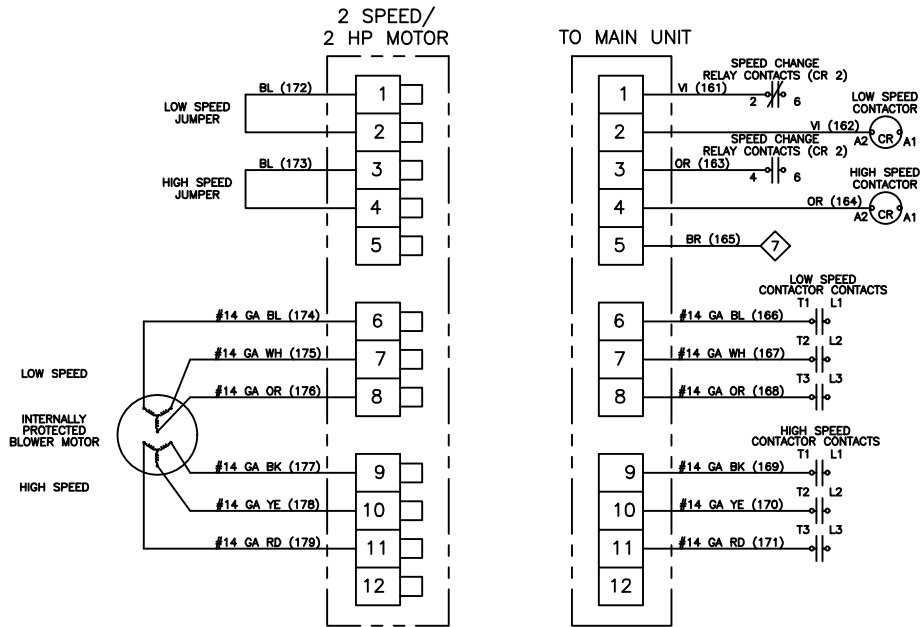 2 SPEED/
2 HP MOTOR
BL (172)
LOW SPEED
JUMPER
BL (173)
HIGH SPEED
JUMPER
1
2
3
4
5
#14 GA BL (174)
6
#14 GA WH (175)
7
#14 GA OR (176)
8
LOW SPEED
INTERNALLY
PROTECTED
BLOWER MOTOR
HIGH SPEED
#14 GA BK (177)
9
#14 GA YE (178)
10
#14 GA RD (179)
11
12
TO MAIN UNIT
SPEED CHANGE
RELAY CONTACTS (CR 2)
1
VI (161)
2 6
LOW SPEED
CONTACTOR
2
VI (162)
A2 CR A1
SPEED CHANGE
RELAY CONTACTS (CR 2)
3
OR (163)
4 6
HIGH SPEED
CONTACTOR
4
OR (164)
A2 CR A1
5
BR (165)
7
LOW SPEED
CONTACTOR CONTACTS
T1 L1
6
#14 GA BL (166)
T2 L2
7
#14 GA WH (167)
T3 L3
8
#14 GA OR (168)
HIGH SPEED
CONTACTOR CONTACTS
T1 L1
9
#14 GA BK (169)
T2 L2
10
#14 GA YE (170)
T3 L3
11
#14 GA RD (171)
12